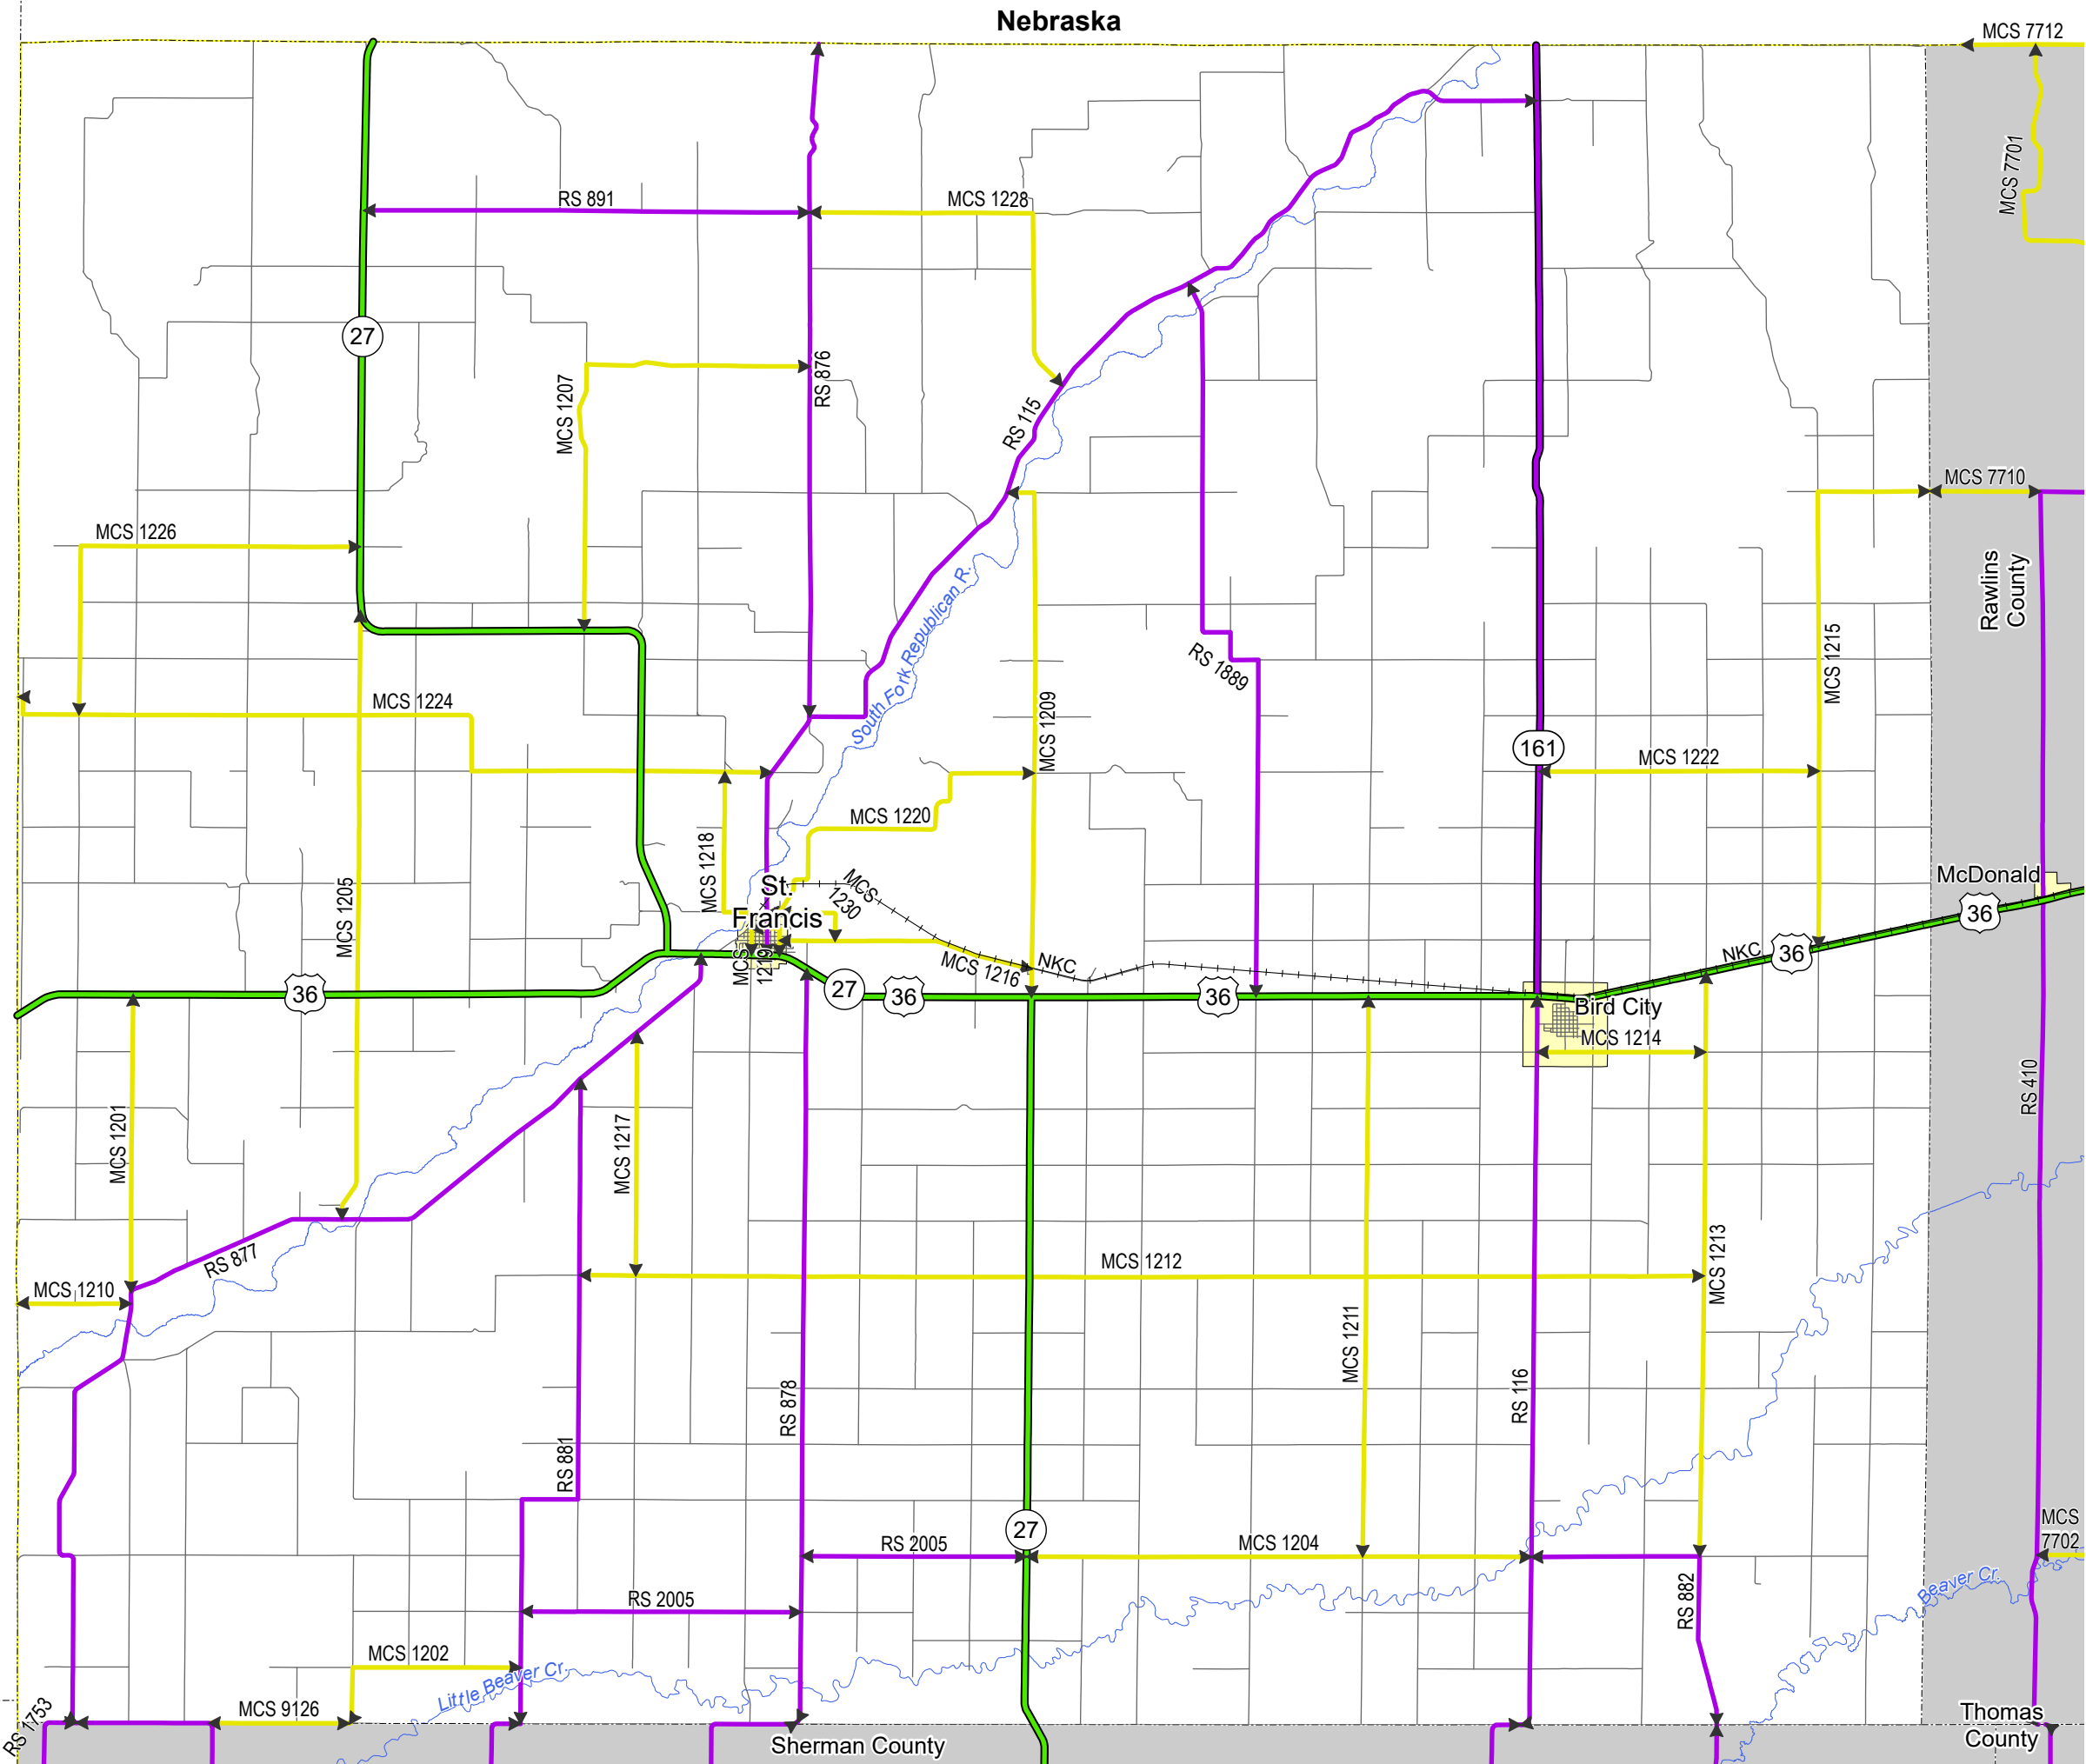 Nebraska
MCS 7712
MCS 7701
RS 891
MCS 1228
27
RS 876
MCS 1207
RS 115
MCS 7710
MCS 1226
Rawlins
County
South Fork Republican R.
RS 1889
MCS 1215
MCS 1224
MCS 1209
161
MCS 1222
MCS 1220
MCS 1218
McDonald
MCS 1205
St.
Francis
MCS
1230
36
MCS
1219
MCS 1216
NKC
NKC
36
36
27
36
36
Bird City
MCS 1214
RS 410
MCS 1201
MCS 1217
RS 877
MCS 1212
MCS 1213
MCS 1210
MCS 1211
RS 878
RS 116
RS 881
27
MCS
7702
RS 2005
MCS 1204
RS 2005
RS 882
Beaver Cr.
MCS 1202
Little Beaver Cr.
MCS 9126
RS 1753
Sherman County
Thomas
County